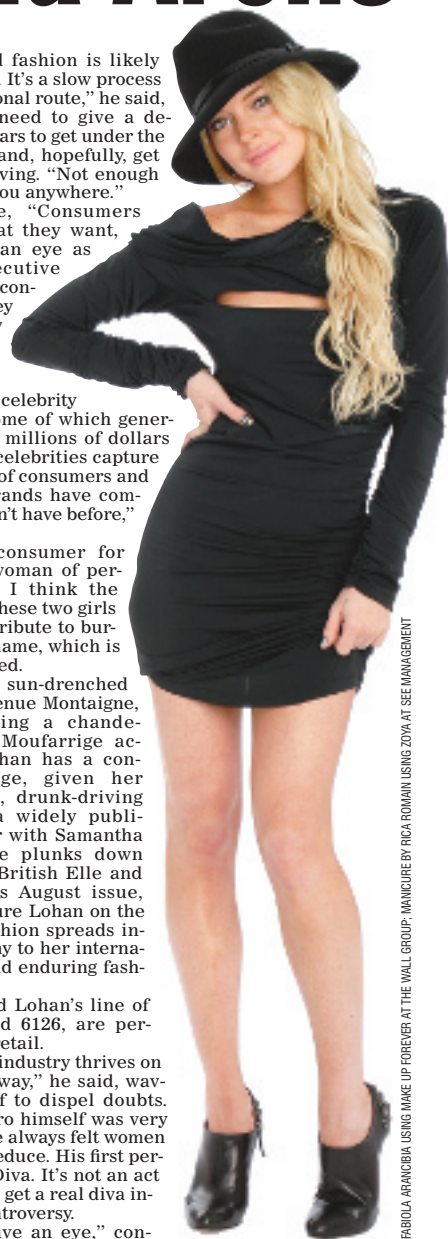 l fashion is likely
. It's a slow process
onal route,” he said,
need to give a de-
ars to get under the
and, hopefully, get
ving. “Not enough
ou anywhere.”
e, “Consumers
at they want,
an eye as
ecutive
con-
ey
celebrity
ome of which gener-
millions of dollars
celebrities capture
of consumers and
rands have com-
n't have before,”
consumer for
woman of per-
I think the
hese two girls
ribute to bur-
name, which is
ed.
sun-drenched
enue Montaigne,
ing a chande-
Moufarrige ac-
han has a con-
ge, given her
, drunk-driving
a widely publi-
r with Samantha
e plunks down
British Elle and
s August issue,
ure Lohan on the
hion spreads in-
ny to her interna-
d enduring fash-
d Lohan's line of
d 6126, are per-
etail.
industry thrives on
way,” he said, wav-
f to dispel doubts.
ro himself was very
e always felt women
educe. His first per-
Diva. It's not an act
get a real diva in-
ntroversy.
ave an eye,” con-
FABIOLA ARANCIBIA USING MAKE UP FOREVER AT THE WALL GROUP; MANICURE BY RICA ROMAIN USING ZOYA AT SEE MANAGEMENT